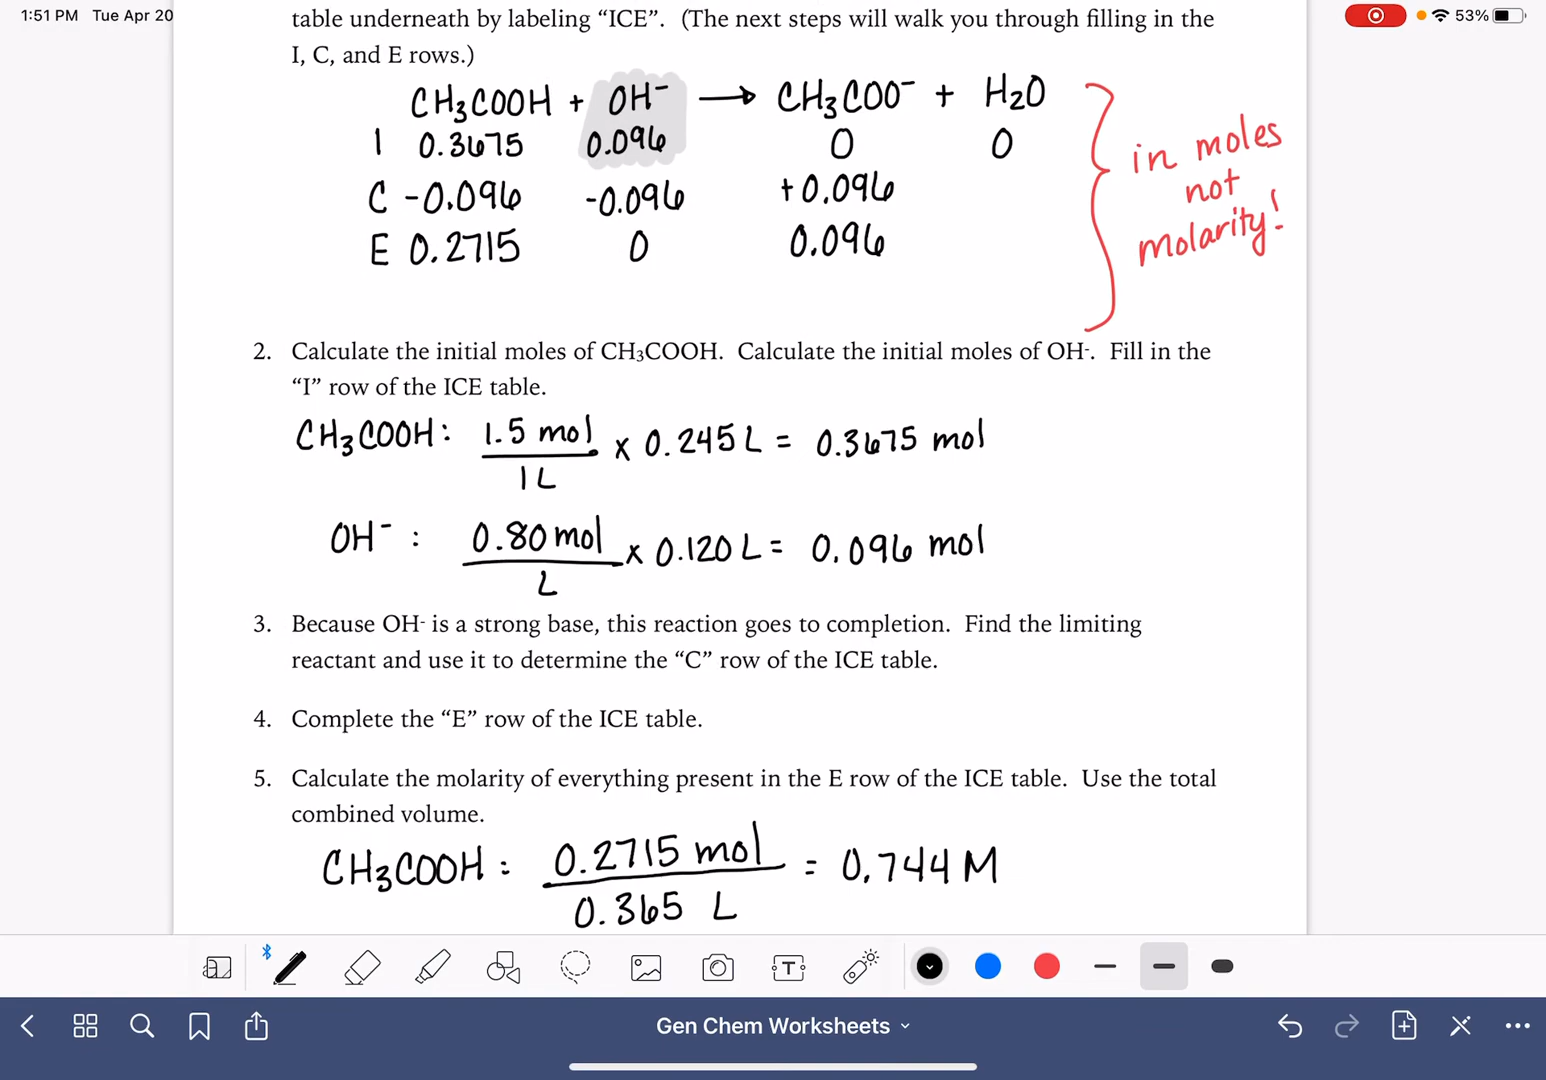 1:51 PM Tue Apr 20
53%
table underneath by labeling “ICE”. (The next steps will walk you through filling in the
I, C, and E rows.)
CH₃COOH + OH⁻ → CH₃COO⁻ + H₂O
I 0.3675 0.096 0 0
C -0.096 -0.096 +0.096
E 0.2715 0 0.096
in moles
not
molarity!
2. Calculate the initial moles of CH₃COOH. Calculate the initial moles of OH⁻. Fill in the
“I” row of the ICE table.
CH₃COOH: 1.5 mol / 1 L x 0.245 L = 0.3675 mol
OH⁻ : 0.80 mol / L x 0.120 L = 0.096 mol
3. Because OH⁻ is a strong base, this reaction goes to completion. Find the limiting
reactant and use it to determine the “C” row of the ICE table.
4. Complete the “E” row of the ICE table.
5. Calculate the molarity of everything present in the E row of the ICE table. Use the total
combined volume.
CH₃COOH: 0.2715 mol / 0.365 L = 0.744 M
Gen Chem Worksheets